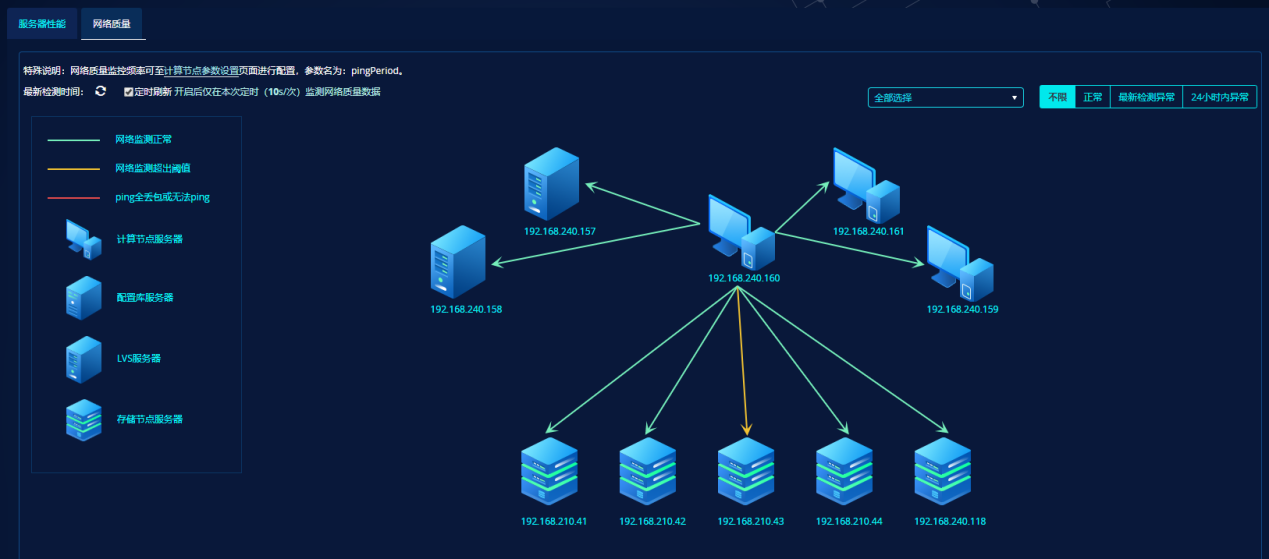 服务器性能 网络质量
特殊说明：网络质量监控频率可至计算节点参数设置页面进行配置，参数名为：pingPeriod。
最新检测时间： 定时刷新 开启后仅在本次定时（10s/次）监测网络质量数据
全部选择 不限 正常 最新检测异常 24小时内异常
网络监测正常
网络监测超出阈值
ping全丢包或无法ping
计算节点服务器
配置库服务器
LVS服务器
存储节点服务器
192.168.240.157
192.168.240.161
192.168.240.160
192.168.240.158
192.168.240.159
192.168.210.41
192.168.210.42
192.168.210.43
192.168.210.44
192.168.240.118